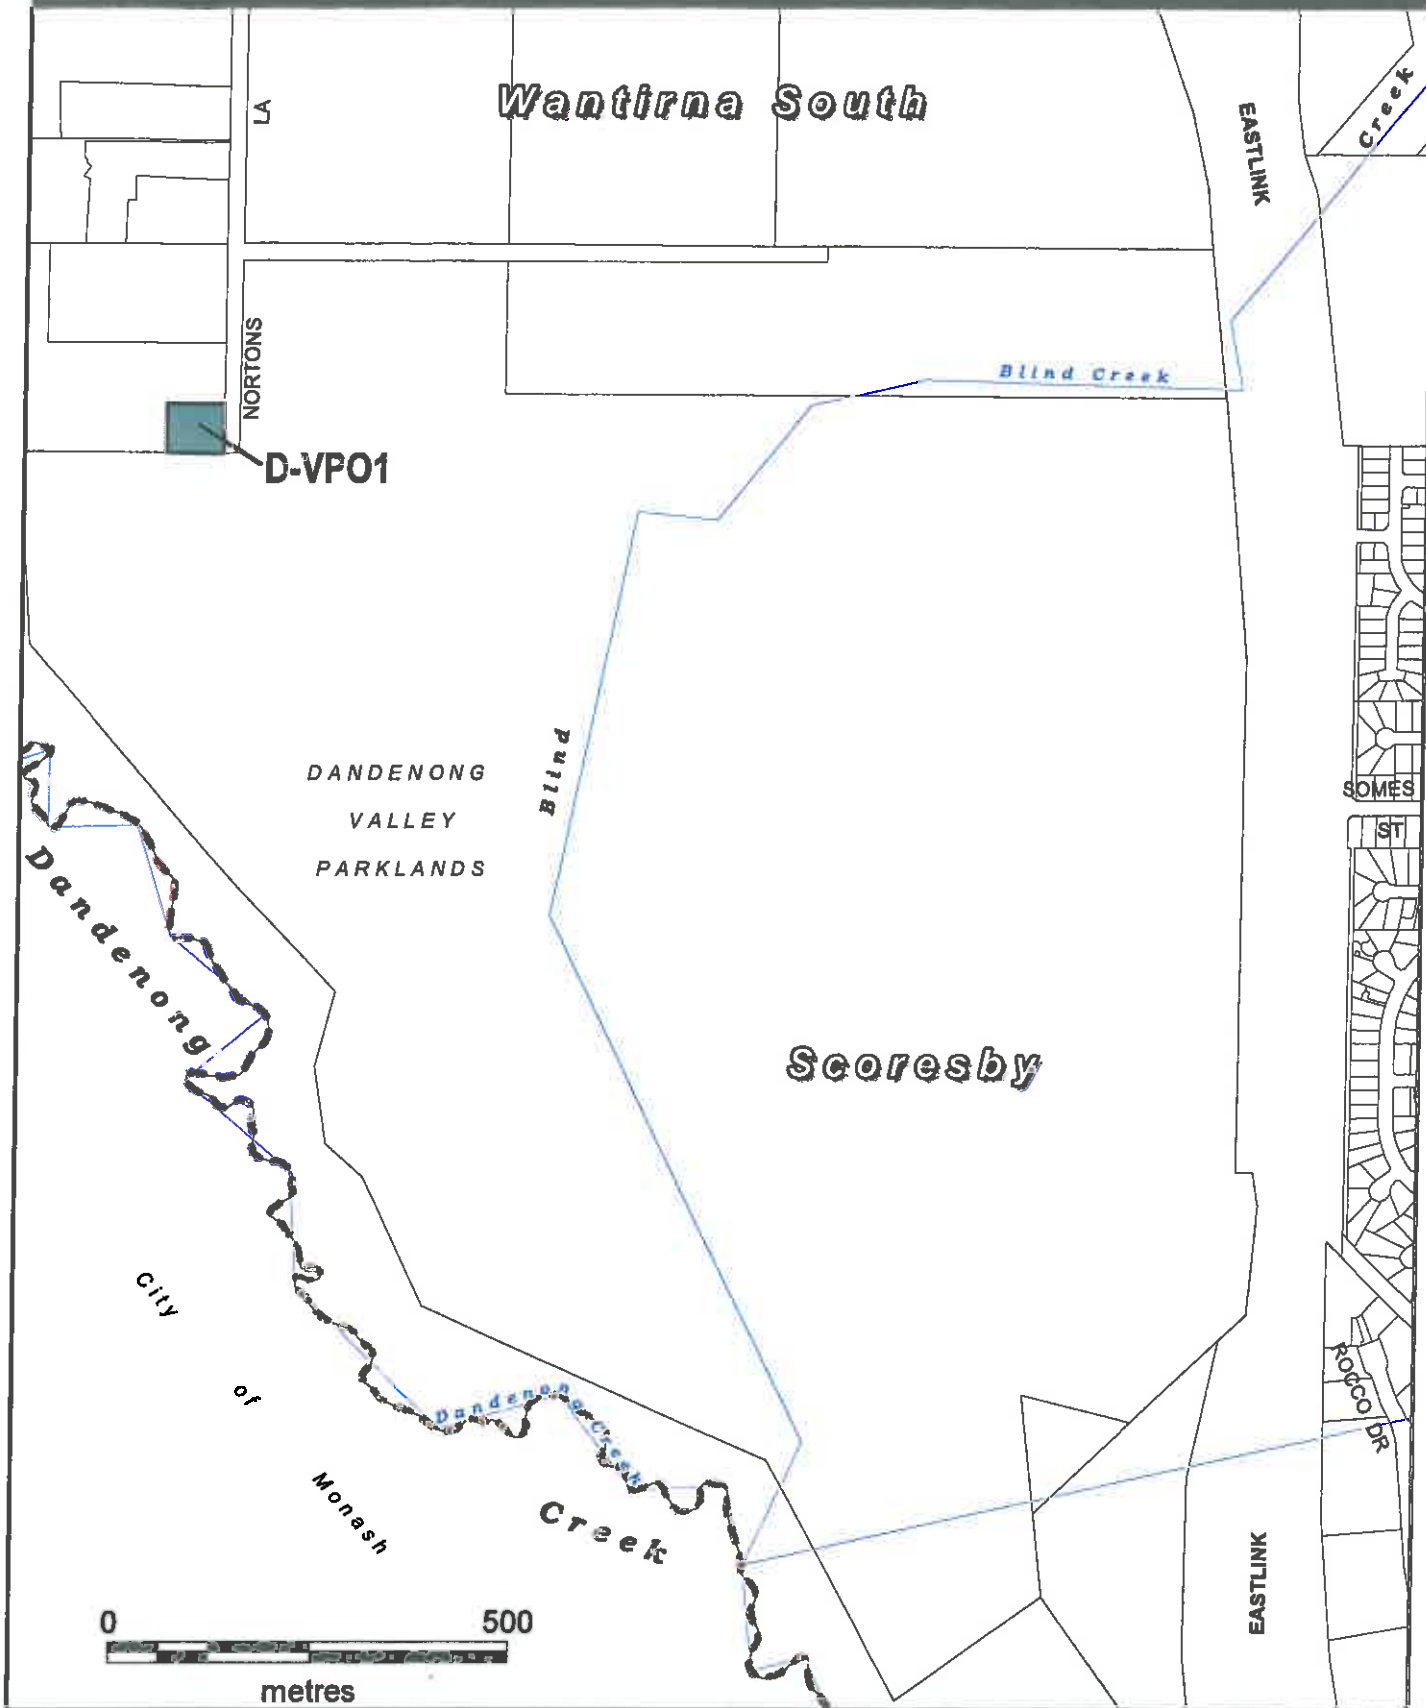 Wantirna South
LA
EASTLINK
Creek
NORTONS
Blind Creek
D-VPO1
DANDENONG
VALLEY
PARKLANDS
Blind
SOMES
ST
Dandenong
Scoresby
City
of
Monash
ROCCO DR
Dandenong Creek
Creek
EASTLINK
0 500
metres